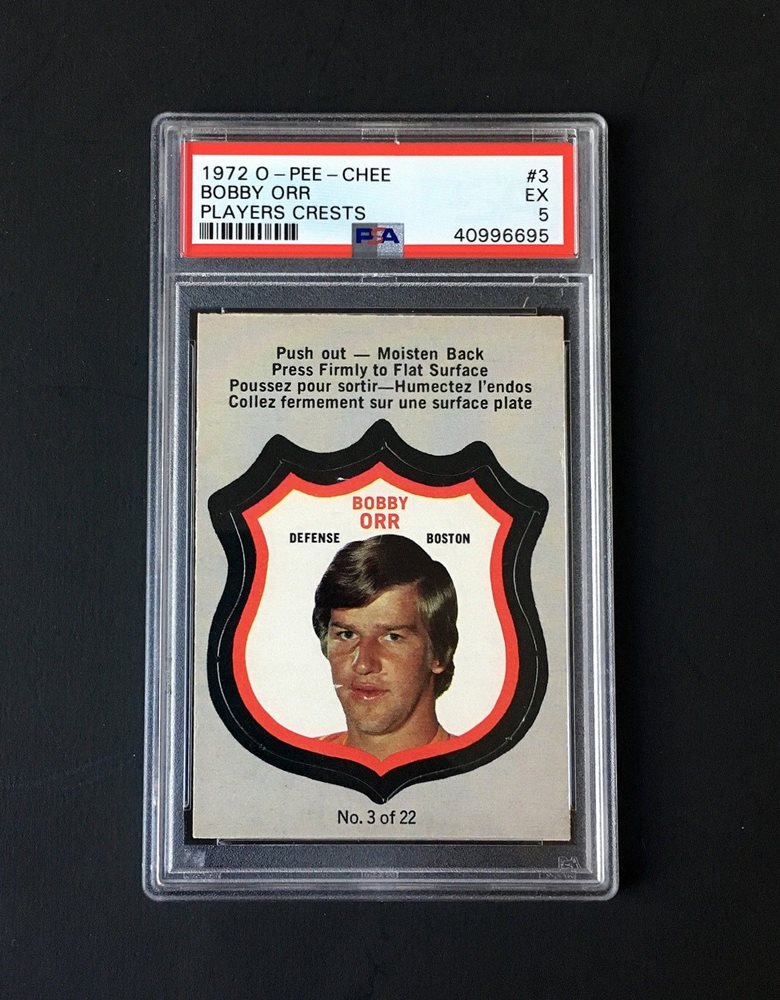 1972 O-PEE-CHEE #3
BOBBY ORR EX
PLAYERS CRESTS 5
PSA 40996695
Push out — Moisten Back
Press Firmly to Flat Surface
Poussez pour sortir—Humectez l'endos
Collez fermement sur une surface plate
BOBBY
ORR
DEFENSE BOSTON
No. 3 of 22
PSA